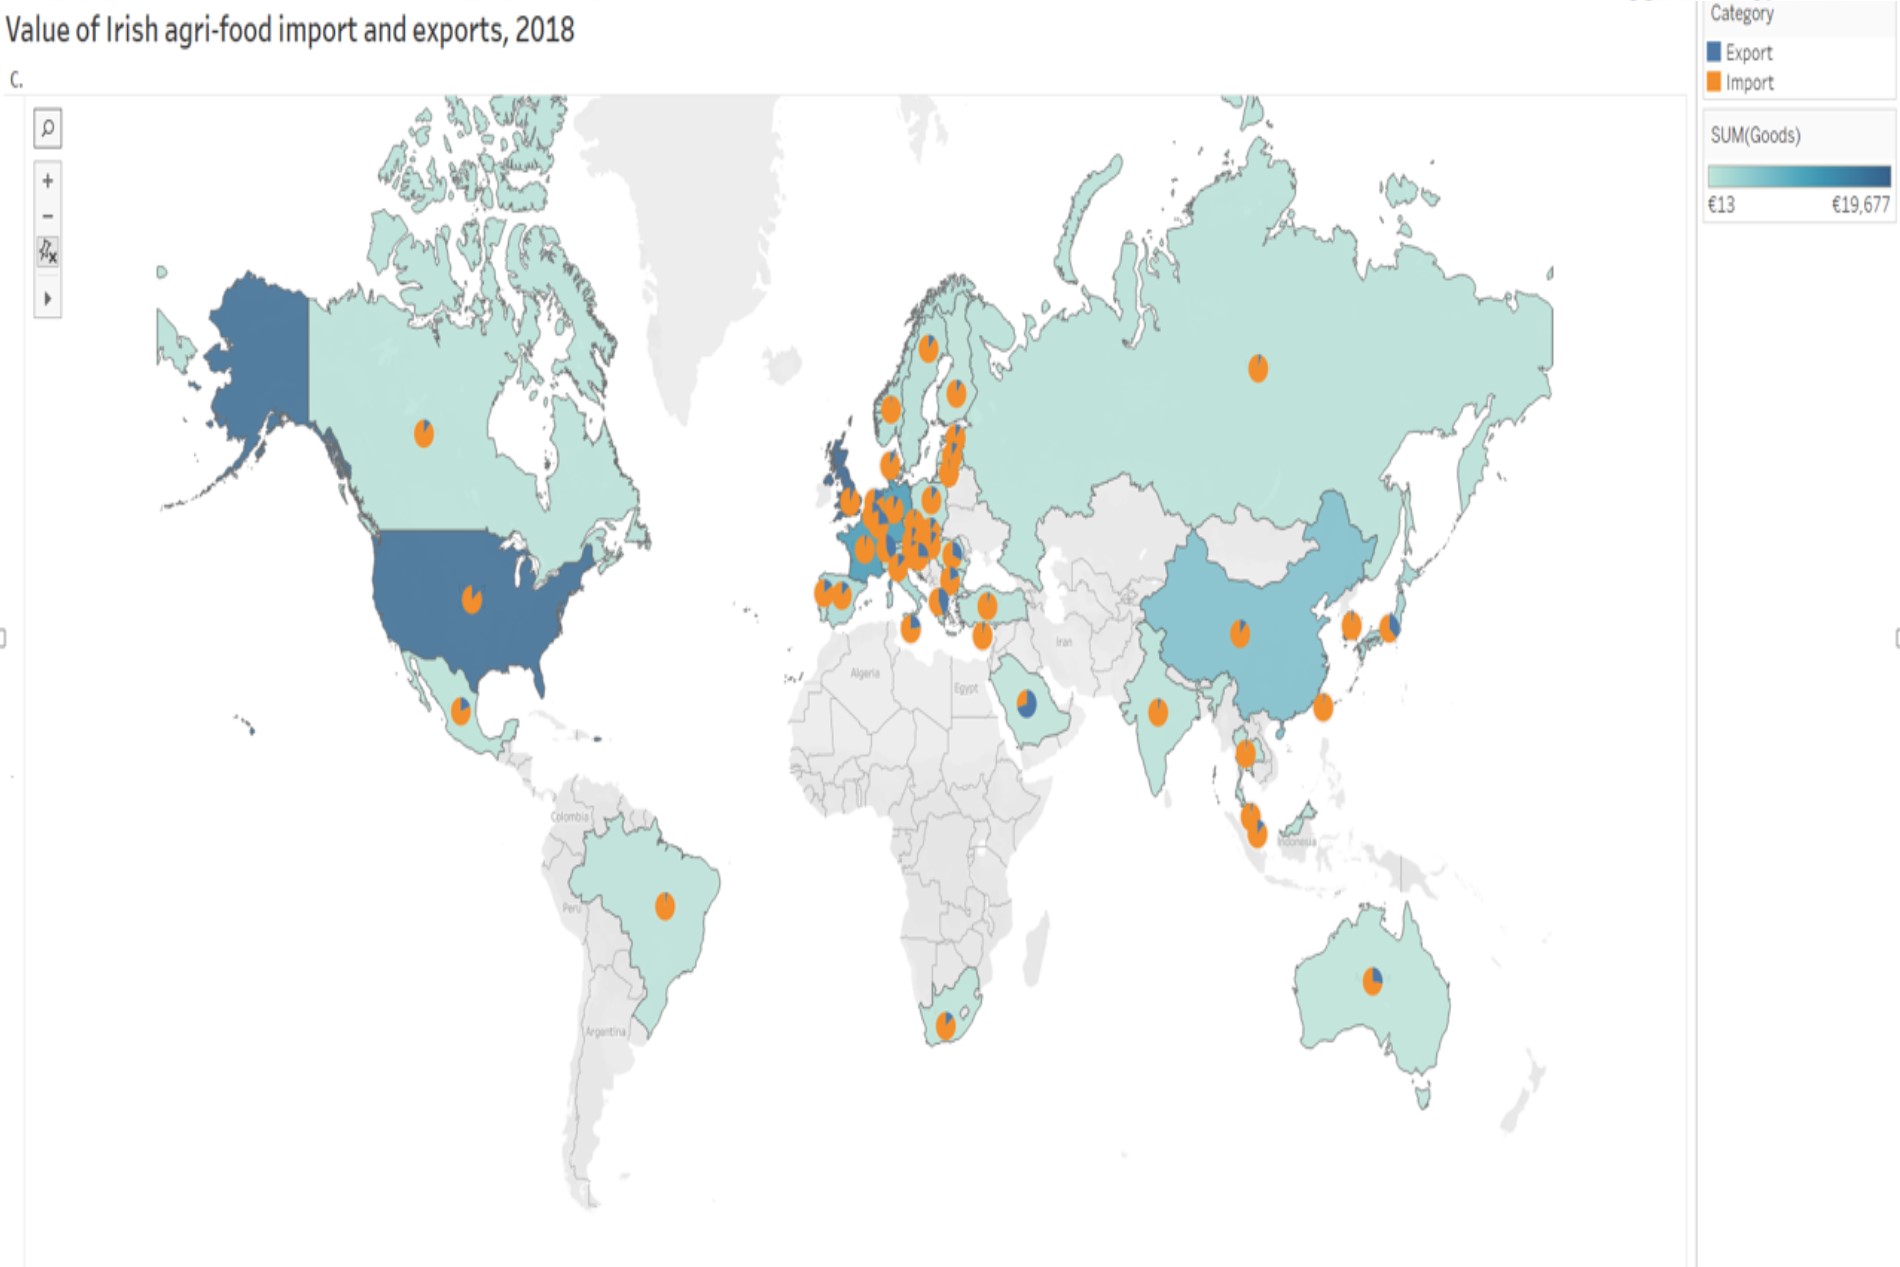 Value of Irish agri-food import and exports, 2018
c.
Category
Export
Import
SUM(Goods)
€13 €19,677
Iran
Algeria
Egypt
Colombia
Indonesia
Peru
Argentina